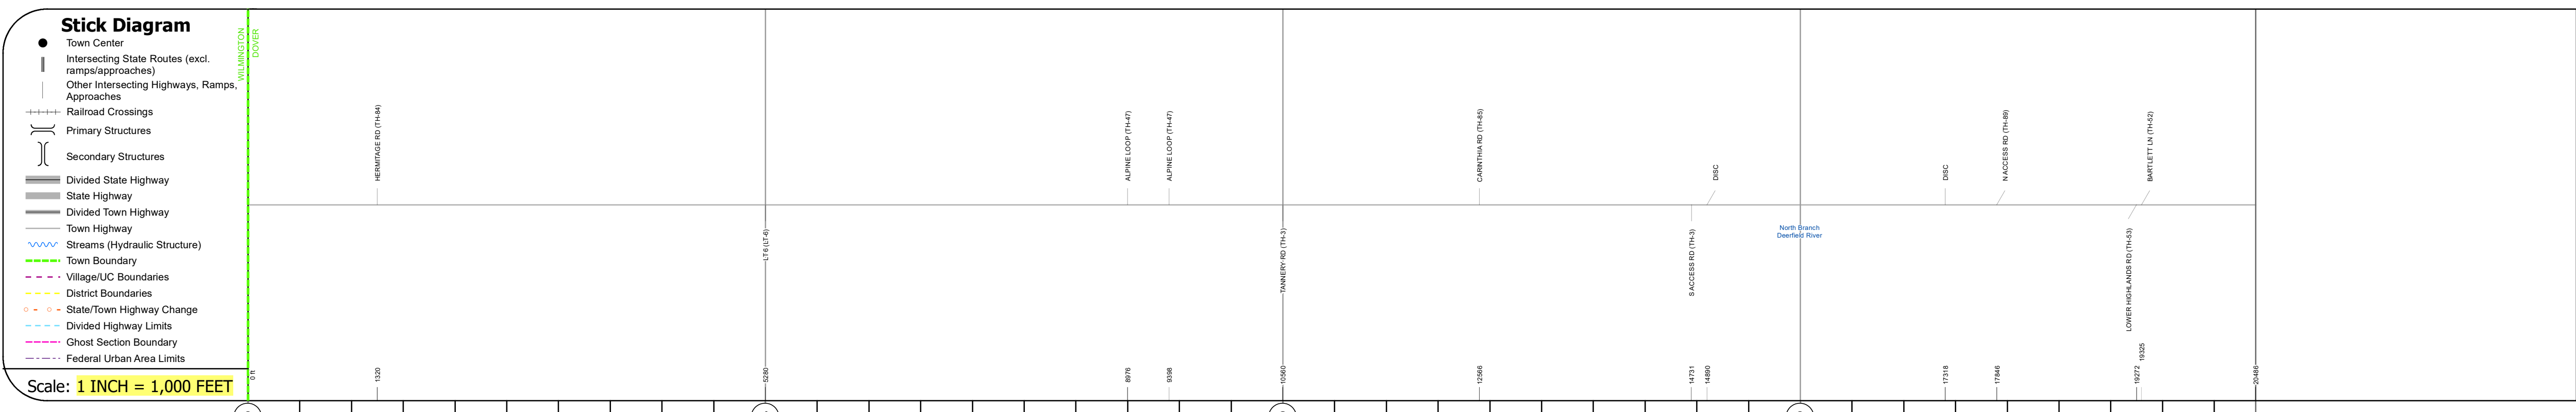 Stick Diagram
Town Center
Intersecting State Routes (excl.
ramps/approaches)
Other Intersecting Highways, Ramps,
Approaches
Railroad Crossings
Primary Structures
Secondary Structures
Divided State Highway
State Highway
Divided Town Highway
Town Highway
Streams (Hydraulic Structure)
Town Boundary
Village/UC Boundaries
District Boundaries
State/Town Highway Change
Divided Highway Limits
Ghost Section Boundary
Federal Urban Area Limits
Scale: 1 INCH = 1,000 FEET
WILMINGTON
DOVER
HERMITAGE RD (TH-84)
LT 6 (LT-6)
ALPINE LOOP (TH-47)
ALPINE LOOP (TH-47)
TANNERY RD (TH-3)
CARINTHIA RD (TH-85)
S ACCESS RD (TH-3)
DISC
North Branch
Deerfield River
DISC
N ACCESS RD (TH-89)
LOWER HIGHLANDS RD (TH-53)
BARTLETT LN (TH-52)
0 ft
1320
5280
8976
9398
10560
12566
14731
14890
17318
17846
19272
19325
20486